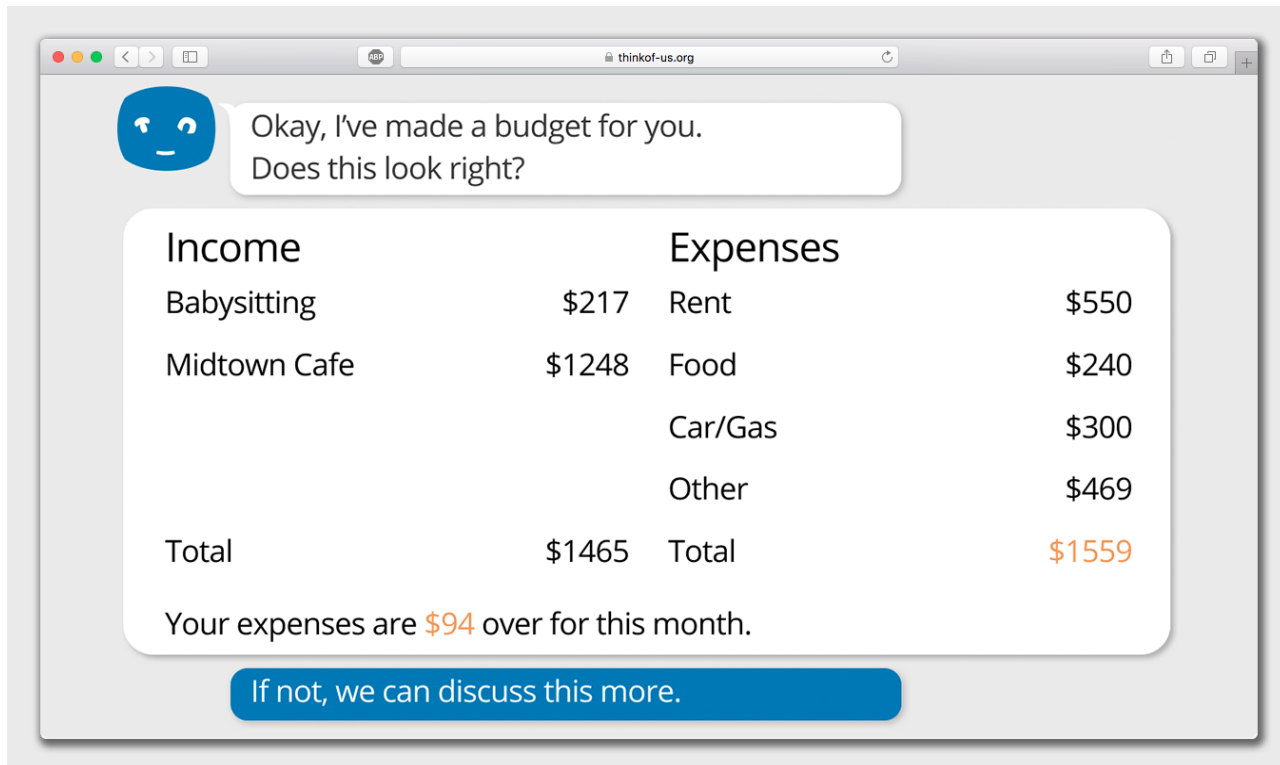 ABP
thinkof-us.org
Okay, I've made a budget for you.
Does this look right?
Income Expenses
Babysitting $217 Rent $550
Midtown Cafe $1248 Food $240
Car/Gas $300
Other $469
Total $1465 Total $1559
Your expenses are $94 over for this month.
If not, we can discuss this more.